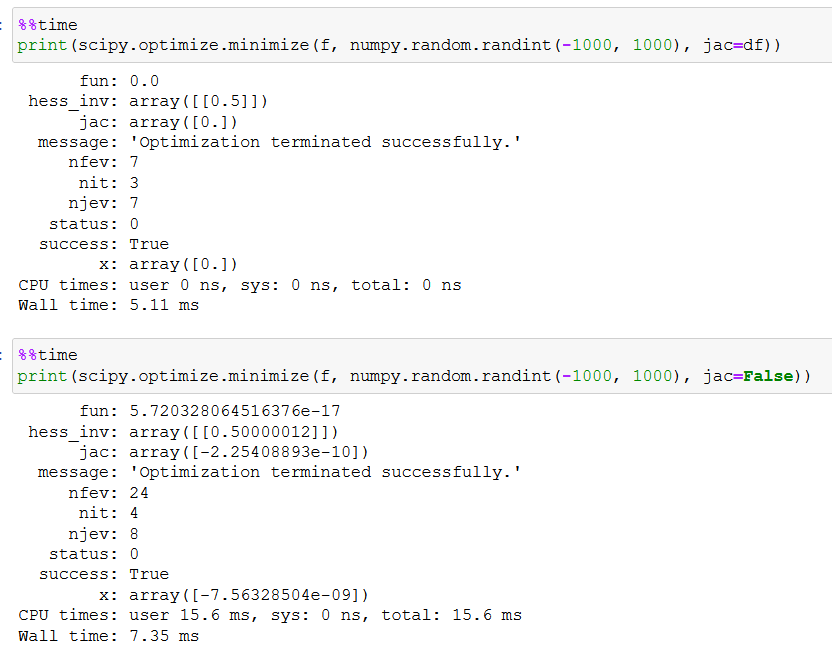 : %%time
print(scipy.optimize.minimize(f, numpy.random.randint(-1000, 1000), jac=df))
fun: 0.0
hess_inv: array([[0.5]])
jac: array([0.])
message: 'Optimization terminated successfully.'
nfev: 7
nit: 3
njev: 7
status: 0
success: True
x: array([0.])
CPU times: user 0 ns, sys: 0 ns, total: 0 ns
Wall time: 5.11 ms
: %%time
print(scipy.optimize.minimize(f, numpy.random.randint(-1000, 1000), jac=False))
fun: 5.720328064516376e-17
hess_inv: array([[0.50000012]])
jac: array([-2.25408893e-10])
message: 'Optimization terminated successfully.'
nfev: 24
nit: 4
njev: 8
status: 0
success: True
x: array([-7.56328504e-09])
CPU times: user 15.6 ms, sys: 0 ns, total: 15.6 ms
Wall time: 7.35 ms